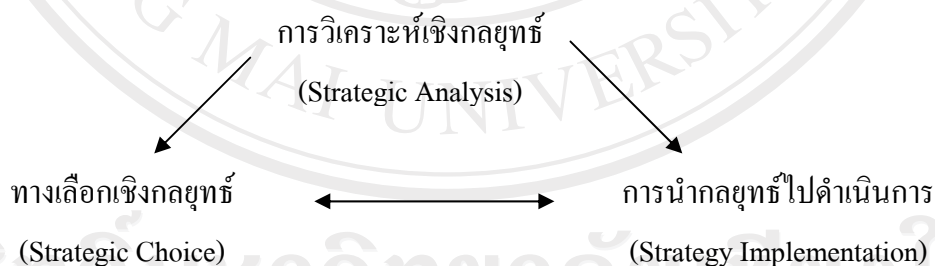 การวิเคราะห์เชิงกลยุทธ์
(Strategic Analysis)
MAI UNIVERSITY
ทางเลือกเชิงกลยุทธ์ การนำกลยุทธ์ไปดำเนินการ
(Strategic Choice) (Strategy Implementation)